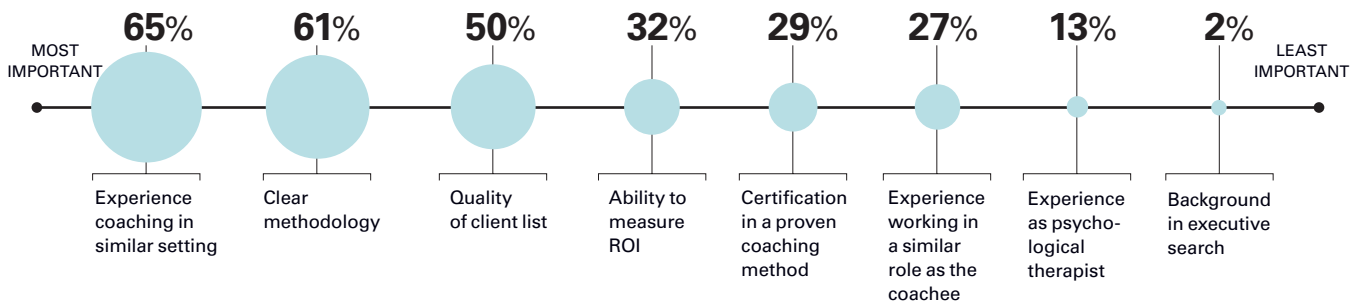 65%
61%
50%
32%
29%
27%
13%
2%
MOST
IMPORTANT
LEAST
IMPORTANT
Experience
coaching in
similar setting
Clear
methodology
Quality
of client list
Ability to
measure
ROI
Certification
in a proven
coaching
method
Experience
working in
a similar
role as the
coachee
Experience
as psycho-
logical
therapist
Background
in executive
search